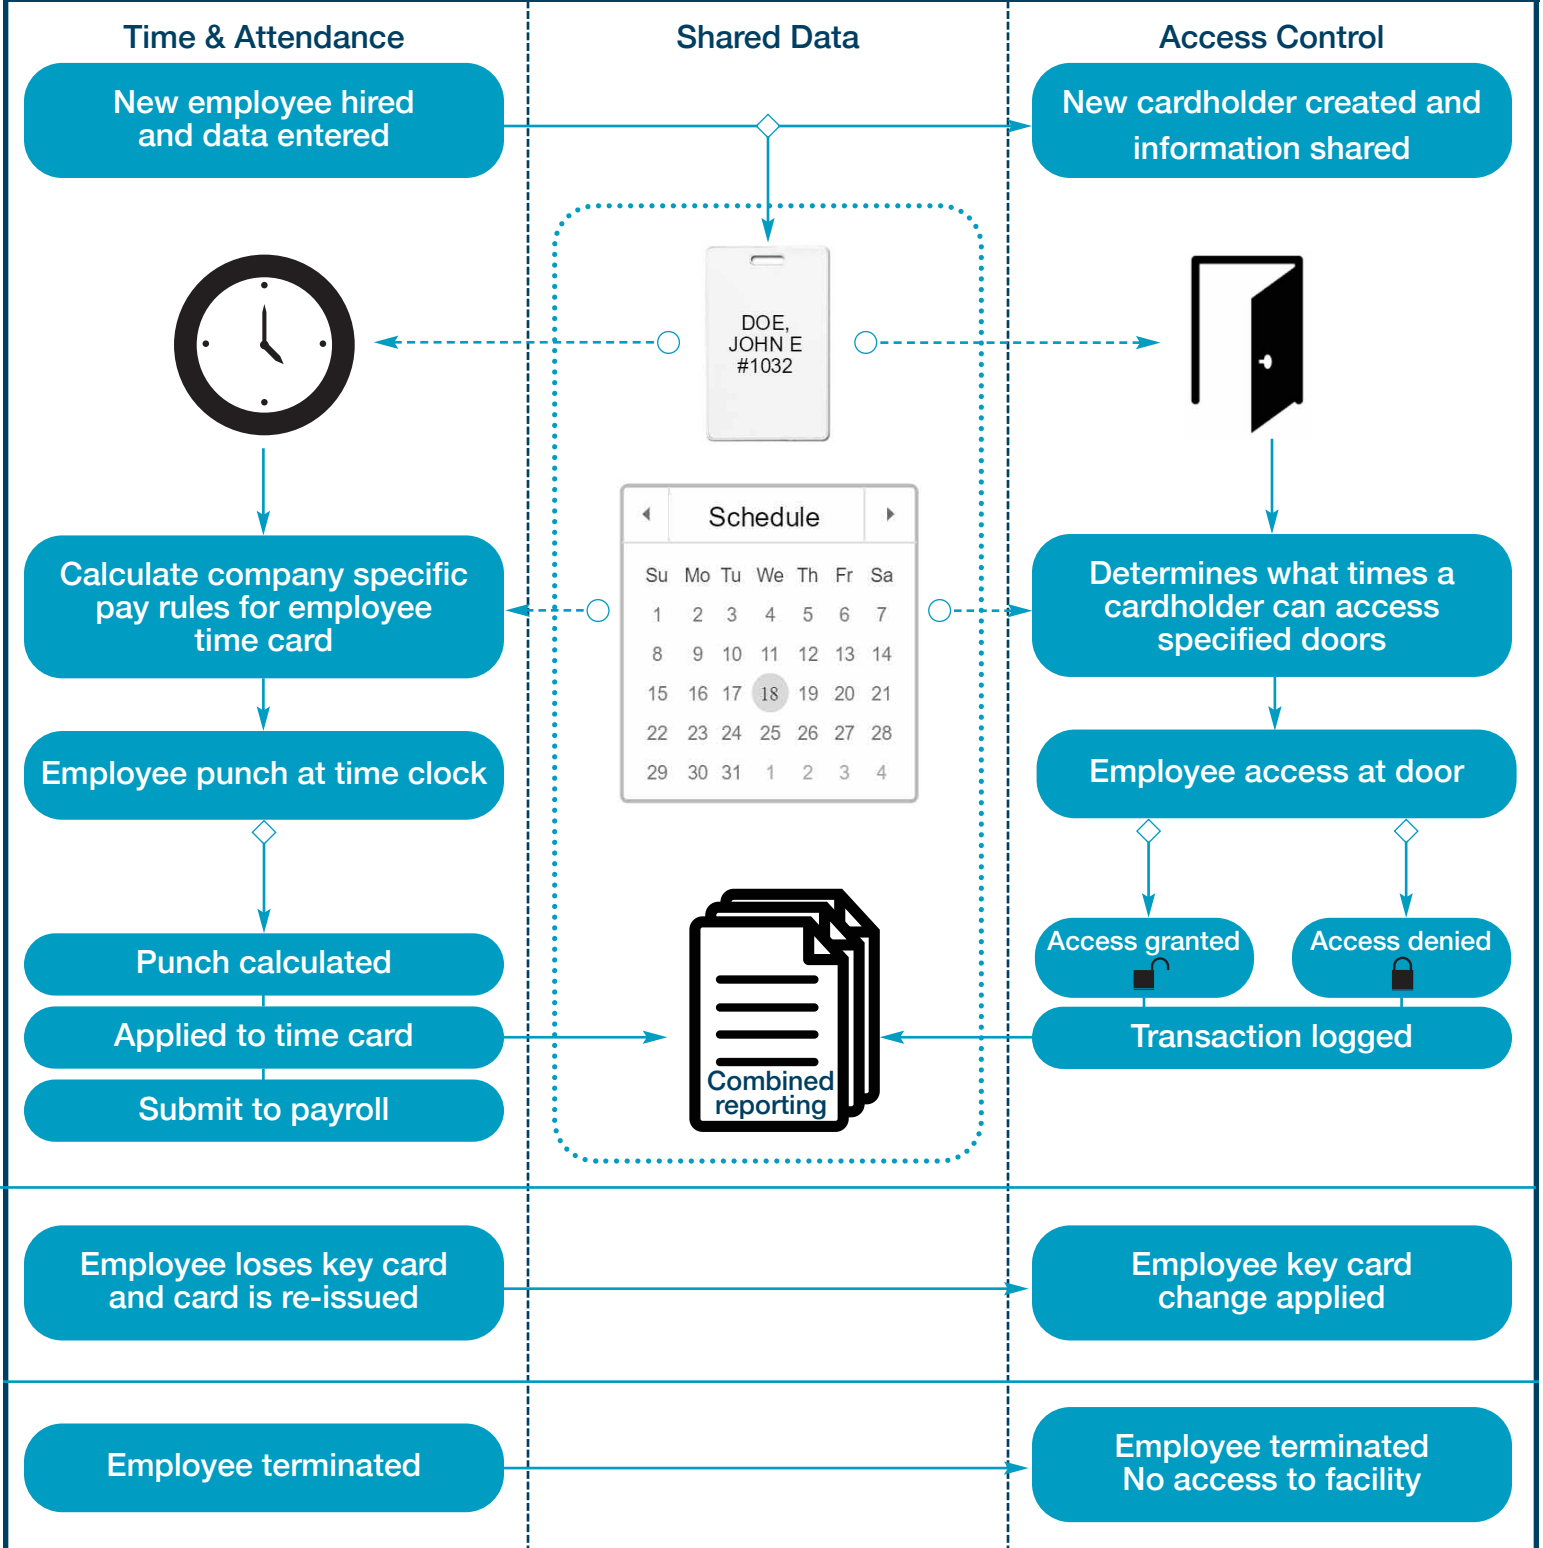 Time & Attendance
Shared Data
Access Control
New employee hired
and data entered
New cardholder created and
information shared
DOE,
JOHN E
#1032
Schedule
Su Mo Tu We Th Fr Sa
1 2 3 4 5 6 7
8 9 10 11 12 13 14
15 16 17 18 19 20 21
22 23 24 25 26 27 28
29 30 31 1 2 3 4
Calculate company specific
pay rules for employee
time card
Determines what times a
cardholder can access
specified doors
Employee punch at time clock
Employee access at door
Punch calculated
Access granted
Access denied
Applied to time card
Transaction logged
Combined
reporting
Submit to payroll
Employee loses key card
and card is re-issued
Employee key card
change applied
Employee terminated
Employee terminated
No access to facility